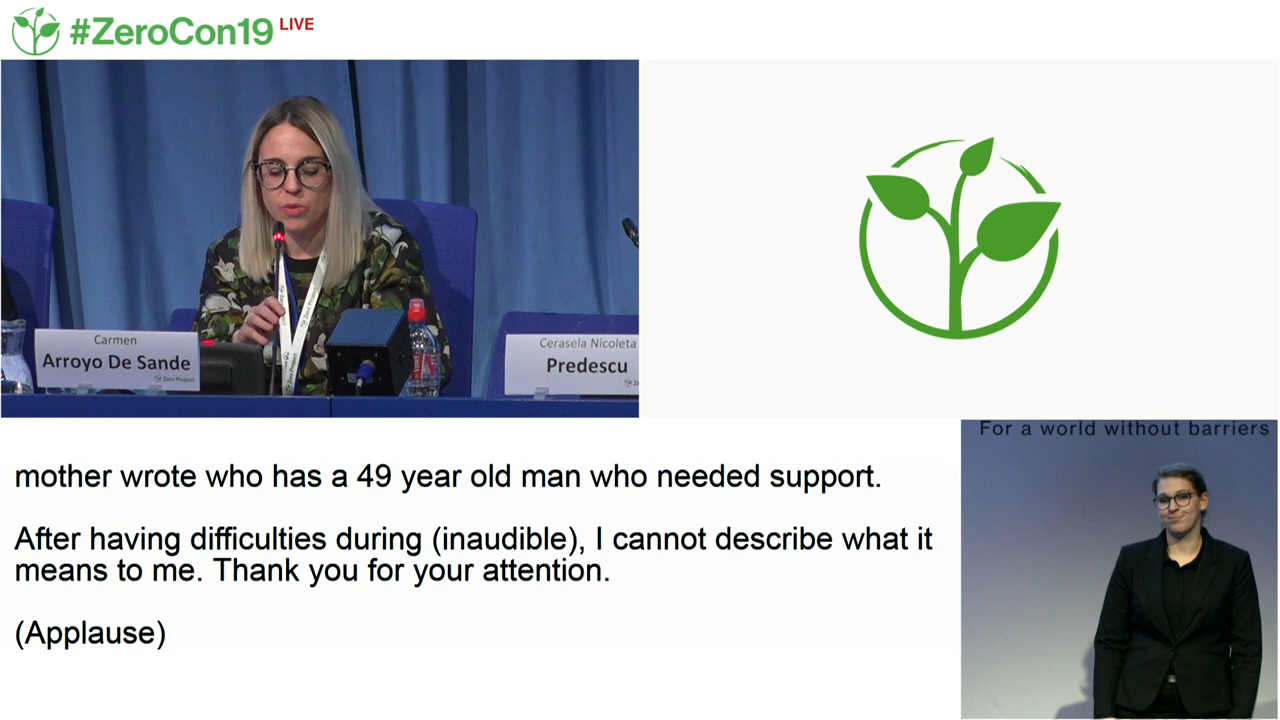 #ZeroCon19 LIVE
Carmen
Arroyo De Sande
Zero Project
Cerasela Nicoleta
Predescu
For a world without barriers
mother wrote who has a 49 year old man who needed support.
After having difficulties during (inaudible), I cannot describe what it
means to me. Thank you for your attention.
(Applause)